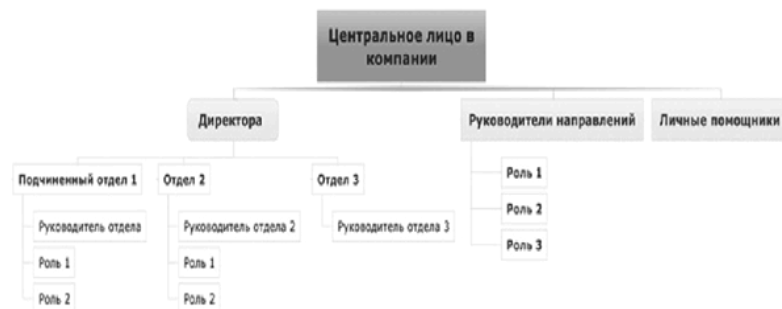 Центральное лицо в
компании
Директора
Руководители направлений
Личные помощники
Подчиненный отдел 1
Отдел 2
Отдел 3
Руководитель отдела
Роль 1
Роль 2
Руководитель отдела 2
Роль 1
Роль 2
Руководитель отдела 3
Роль 1
Роль 2
Роль 3